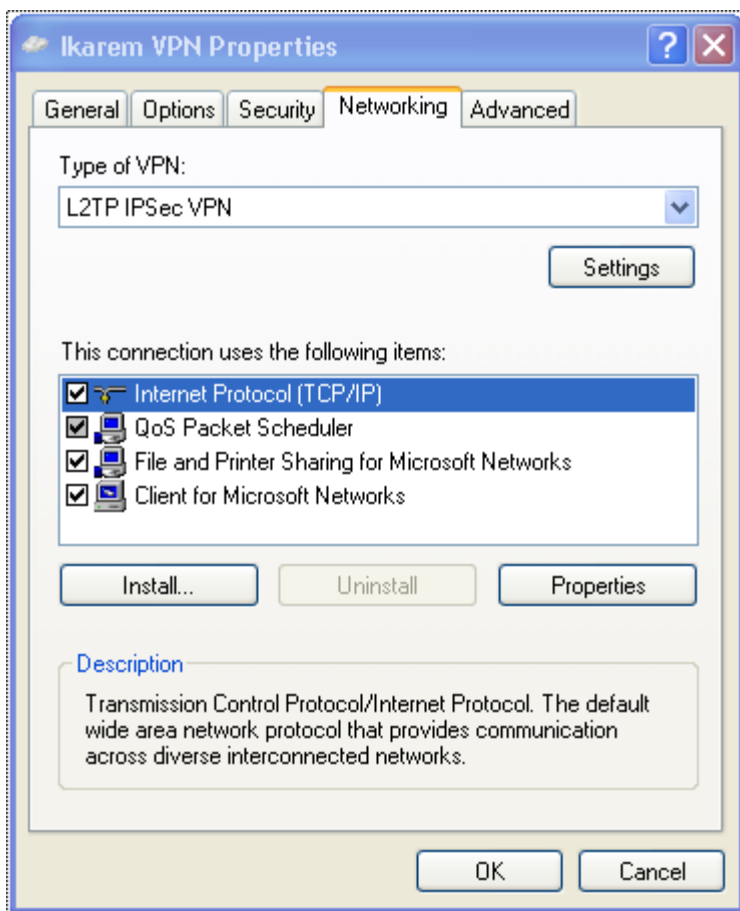 Ikarem VPN Properties
?
General Options Security Networking Advanced
Type of VPN:
L2TP IPSec VPN
Settings
This connection uses the following items:
Internet Protocol (TCP/IP)
QoS Packet Scheduler
File and Printer Sharing for Microsoft Networks
Client for Microsoft Networks
Install... Uninstall Properties
Description
Transmission Control Protocol/Internet Protocol. The default
wide area network protocol that provides communication
across diverse interconnected networks.
OK Cancel